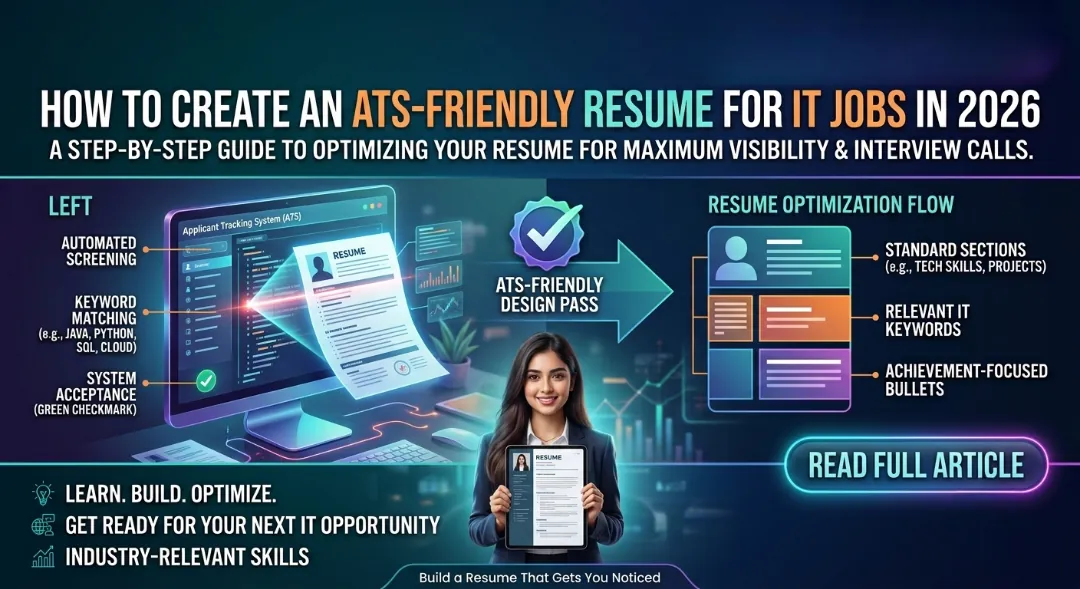 HOW TO CREATE AN ATS-FRIENDLY RESUME FOR IT JOBS IN 2026
A STEP-BY-STEP GUIDE TO OPTIMIZING YOUR RESUME FOR MAXIMUM VISIBILITY & INTERVIEW CALLS.
LEFT
AUTOMATED
SCREENING
KEYWORD
MATCHING
(e.g., JAVA, PYTHON,
SQL, CLOUD)
SYSTEM
ACCEPTANCE
(GREEN CHECKMARK)
Applicant Tracking System (ATS)
RESUME
ATS-FRIENDLY
DESIGN PASS
RESUME OPTIMIZATION FLOW
STANDARD SECTIONS
(e.g., TECH SKILLS, PROJECTS)
RELEVANT IT
KEYWORDS
ACHIEVEMENT-FOCUSED
BULLETS
RESUME
READ FULL ARTICLE
LEARN. BUILD. OPTIMIZE.
GET READY FOR YOUR NEXT IT OPPORTUNITY
INDUSTRY-RELEVANT SKILLS
Build a Resume That Gets You Noticed